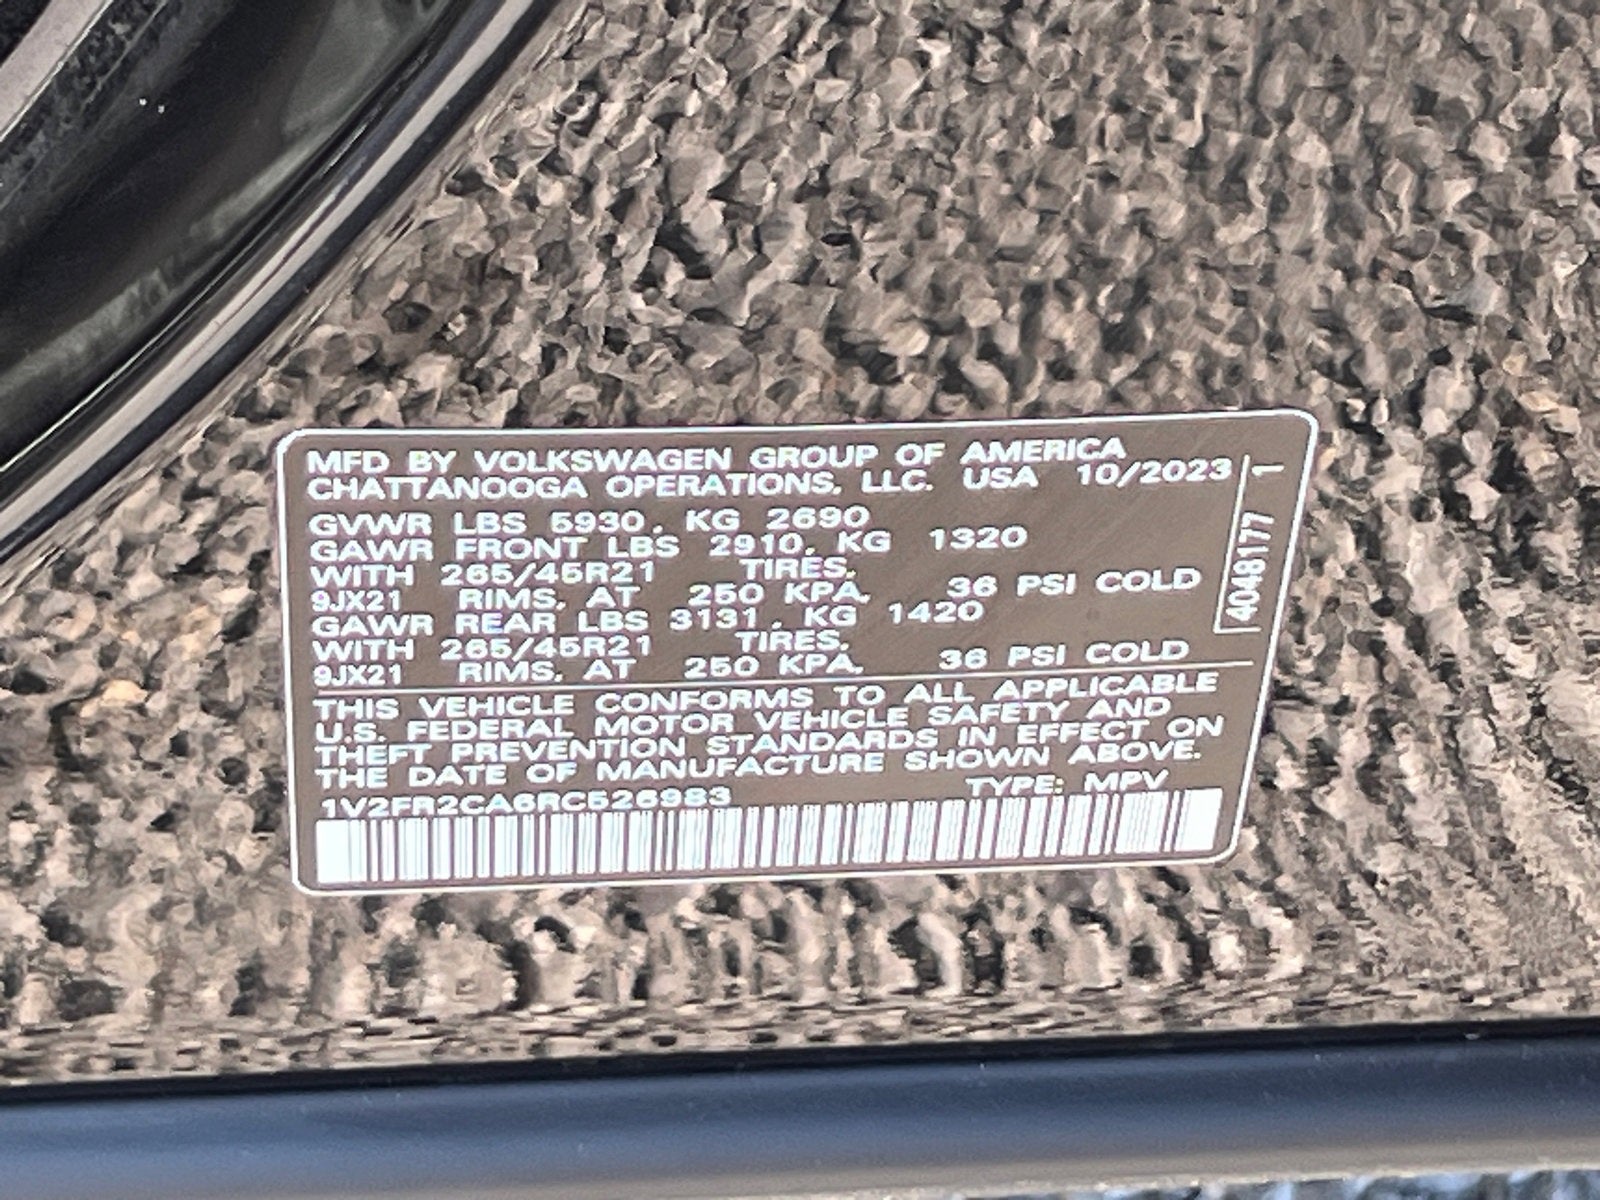 MFD BY VOLKSWAGEN GROUP OF AMERICA
CHATTANOOGA OPERATIONS, LLC. USA 10/2023
GVWR LBS 5930, KG 2690
GAWR FRONT LBS 2910, KG 1320
WITH 265/45R21 TIRES,
9JX21 RIMS, AT 250 KPA, 36 PSI COLD
GAWR REAR LBS 3131, KG 1420
WITH 265/45R21 TIRES,
9JX21 RIMS, AT 250 KPA, 36 PSI COLD
THIS VEHICLE CONFORMS TO ALL APPLICABLE
U.S. FEDERAL MOTOR VEHICLE SAFETY AND
THEFT PREVENTION STANDARDS IN EFFECT ON
THE DATE OF MANUFACTURE SHOWN ABOVE.
1V2FR2CA6RC526983 TYPE: MPV
4048177 1